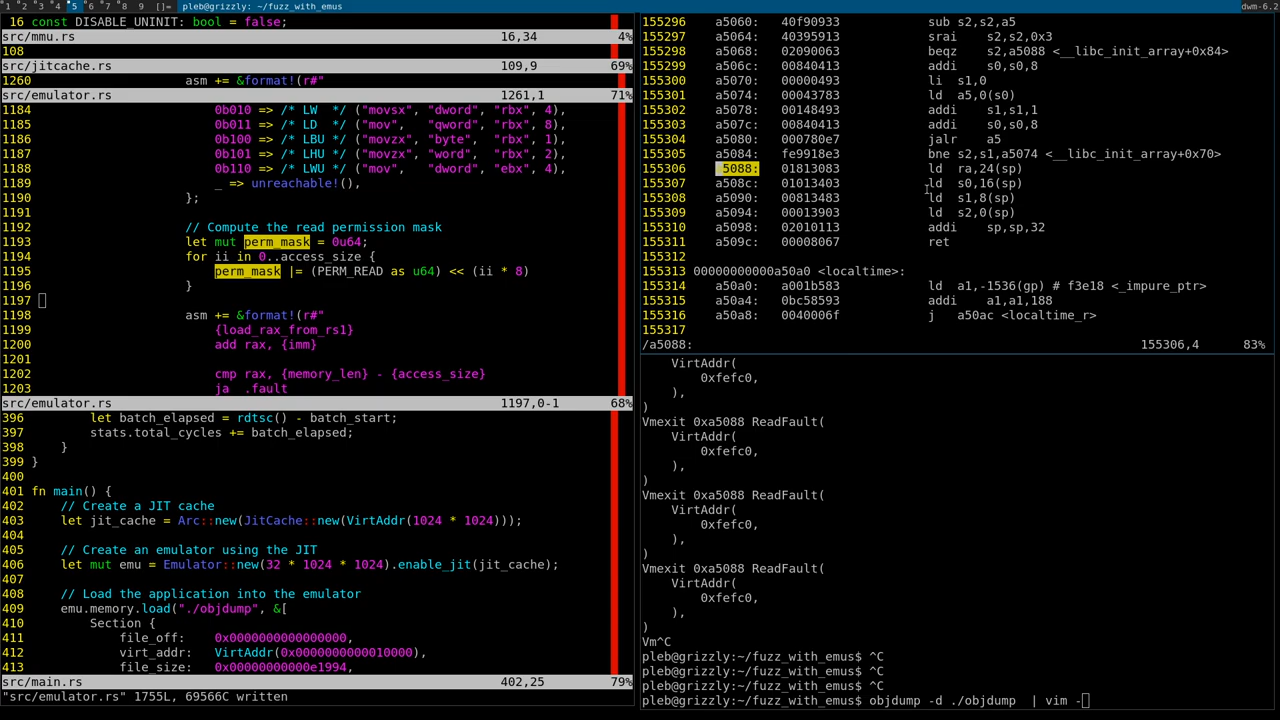 1 2 3 4 5 6 7 8 9 []= pleb@grizzly: ~/fuzz_with_emus dwm-6.2
16 const DISABLE_UNINIT: bool = false;
src/mmu.rs 16,34 4%
108
src/jitcache.rs 109,9 69%
1260 asm += &format!(r#"
src/emulator.rs 1261,1 71%
1184 0b010 => /* LW  */ ("movsx", "dword", "rbx", 4),
1185 0b011 => /* LD  */ ("mov",   "qword", "rbx", 8),
1186 0b100 => /* LBU */ ("movzx", "byte",  "rbx", 1),
1187 0b101 => /* LHU */ ("movzx", "word",  "rbx", 2),
1188 0b110 => /* LWU */ ("mov",   "dword", "ebx", 4),
1189 _ => unreachable!(),
1190 };
1191
1192 // Compute the read permission mask
1193 let mut perm_mask = 0u64;
1194 for ii in 0..access_size {
1195 perm_mask |= (PERM_READ as u64) << (ii * 8)
1196 }
1197
1198 asm += &format!(r#"
1199 {load_rax_from_rs1}
1200 add rax, {imm}
1201
1202 cmp rax, {memory_len} - {access_size}
1203 ja  .fault
src/emulator.rs 1197,0-1 68%
396 let batch_elapsed = rdtsc() - batch_start;
397 stats.total_cycles += batch_elapsed;
398 }
399 }
400
401 fn main() {
402 // Create a JIT cache
403 let jit_cache = Arc::new(JitCache::new(VirtAddr(1024 * 1024)));
404
405 // Create an emulator using the JIT
406 let mut emu = Emulator::new(32 * 1024 * 1024).enable_jit(jit_cache);
407
408 // Load the application into the emulator
409 emu.memory.load("./objdump", &[
410 Section {
411 file_off:   0x0000000000000000,
412 virt_addr:  VirtAddr(0x0000000000010000),
413 file_size:  0x00000000000e1994,
src/main.rs 402,25 79%
"src/emulator.rs" 1755L, 69566C written
155296 a5060: 40f90933 sub s2,s2,a5
155297 a5064: 40395913 srai s2,s2,0x3
155298 a5068: 02090063 beqz s2,a5088 <__libc_init_array+0x84>
155299 a506c: 00840413 addi s0,s0,8
155300 a5070: 00000493 li s1,0
155301 a5074: 00043783 ld a5,0(s0)
155302 a5078: 00148493 addi s1,s1,1
155303 a507c: 00840413 addi s0,s0,8
155304 a5080: 000780e7 jalr a5
155305 a5084: fe9918e3 bne s2,s1,a5074 <__libc_init_array+0x70>
155306 5088: 01813083 ld ra,24(sp)
155307 a508c: 01013403 ld s0,16(sp)
155308 a5090: 00813483 ld s1,8(sp)
155309 a5094: 00013903 ld s2,0(sp)
155310 a5098: 02010113 addi sp,sp,32
155311 a509c: 00008067 ret
155312
155313 00000000000a50a0 <localtime>:
155314 a50a0: a001b583 ld a1,-1536(gp) # f3e18 <_impure_ptr>
155315 a50a4: 0bc58593 addi a1,a1,188
155316 a50a8: 0040006f j a50ac <localtime_r>
155317
/a5088: 155306,4 83%
VirtAddr(
0xfefc0,
),
)
Vmexit 0xa5088 ReadFault(
VirtAddr(
0xfefc0,
),
)
Vmexit 0xa5088 ReadFault(
VirtAddr(
0xfefc0,
),
)
Vmexit 0xa5088 ReadFault(
VirtAddr(
0xfefc0,
),
)
Vm^C
pleb@grizzly:~/fuzz_with_emus$ ^C
pleb@grizzly:~/fuzz_with_emus$ ^C
pleb@grizzly:~/fuzz_with_emus$ ^C
pleb@grizzly:~/fuzz_with_emus$ objdump -d ./objdump  | vim -